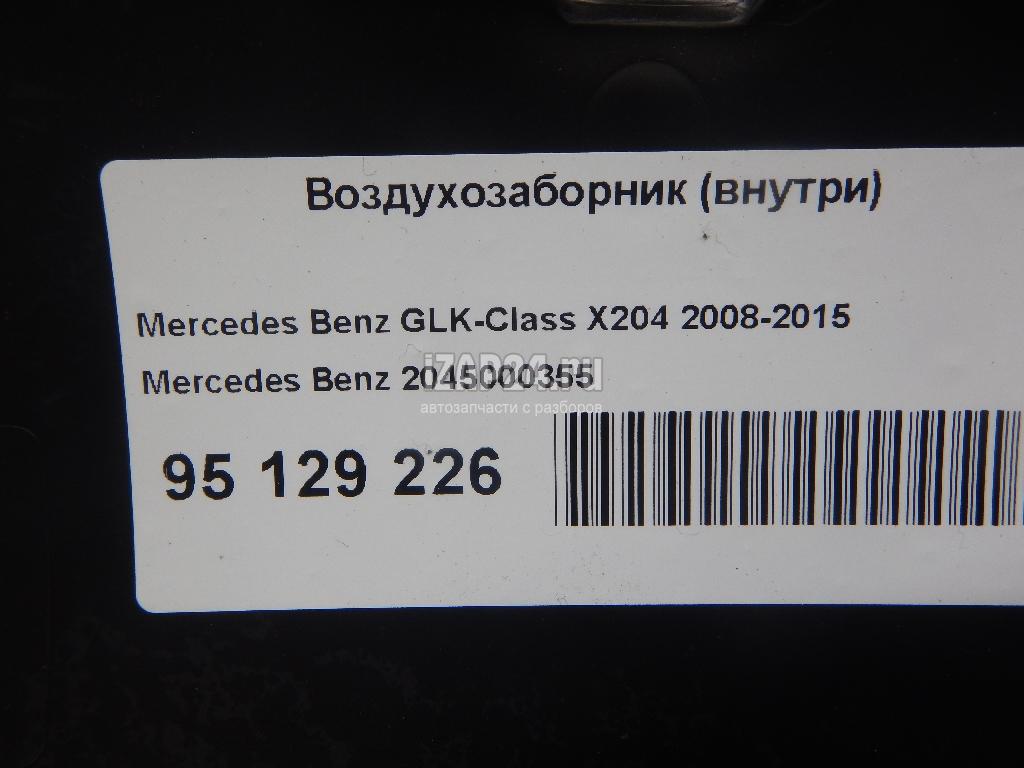 Воздухозаборник (внутри)
Mercedes Benz GLK-Class X204 2008-2015
iZAP24.ru
Mercedes Benz 2045000355
автозапчасти с разборов
95 129 226